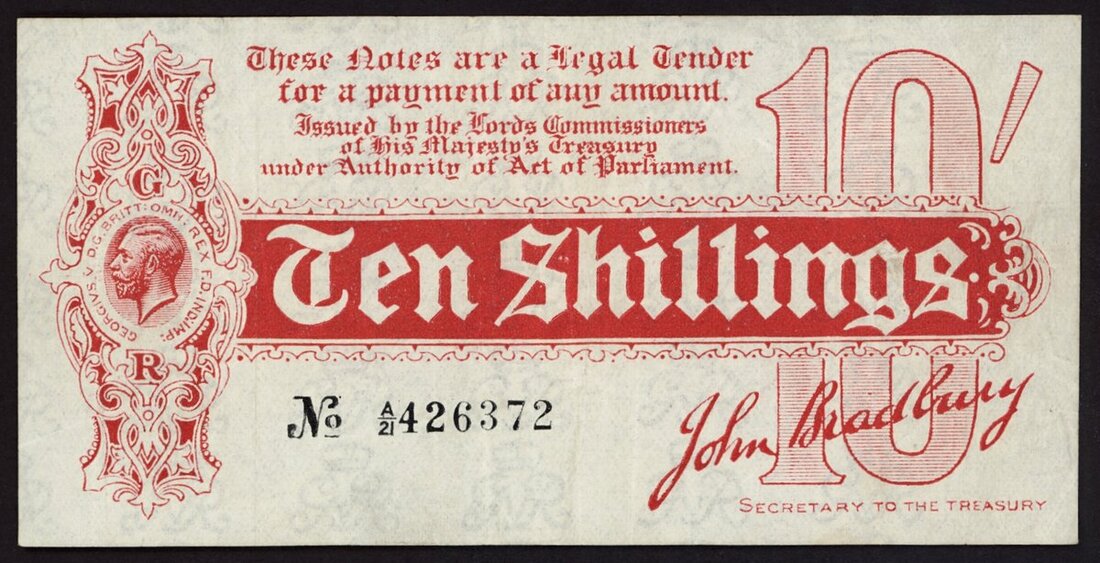 These Notes are a Legal Tender
for a payment of any amount.
Issued by the Lords Commissioners
of His Majesty's Treasury
under Authority of Act of Parliament.
10/
G
GEORGIVS.V.D.G.BRITT:OMN:REX F.D.IND:IMP:
R
Ten Shillings
No A/21 426372
John Bradbury
SECRETARY TO THE TREASURY